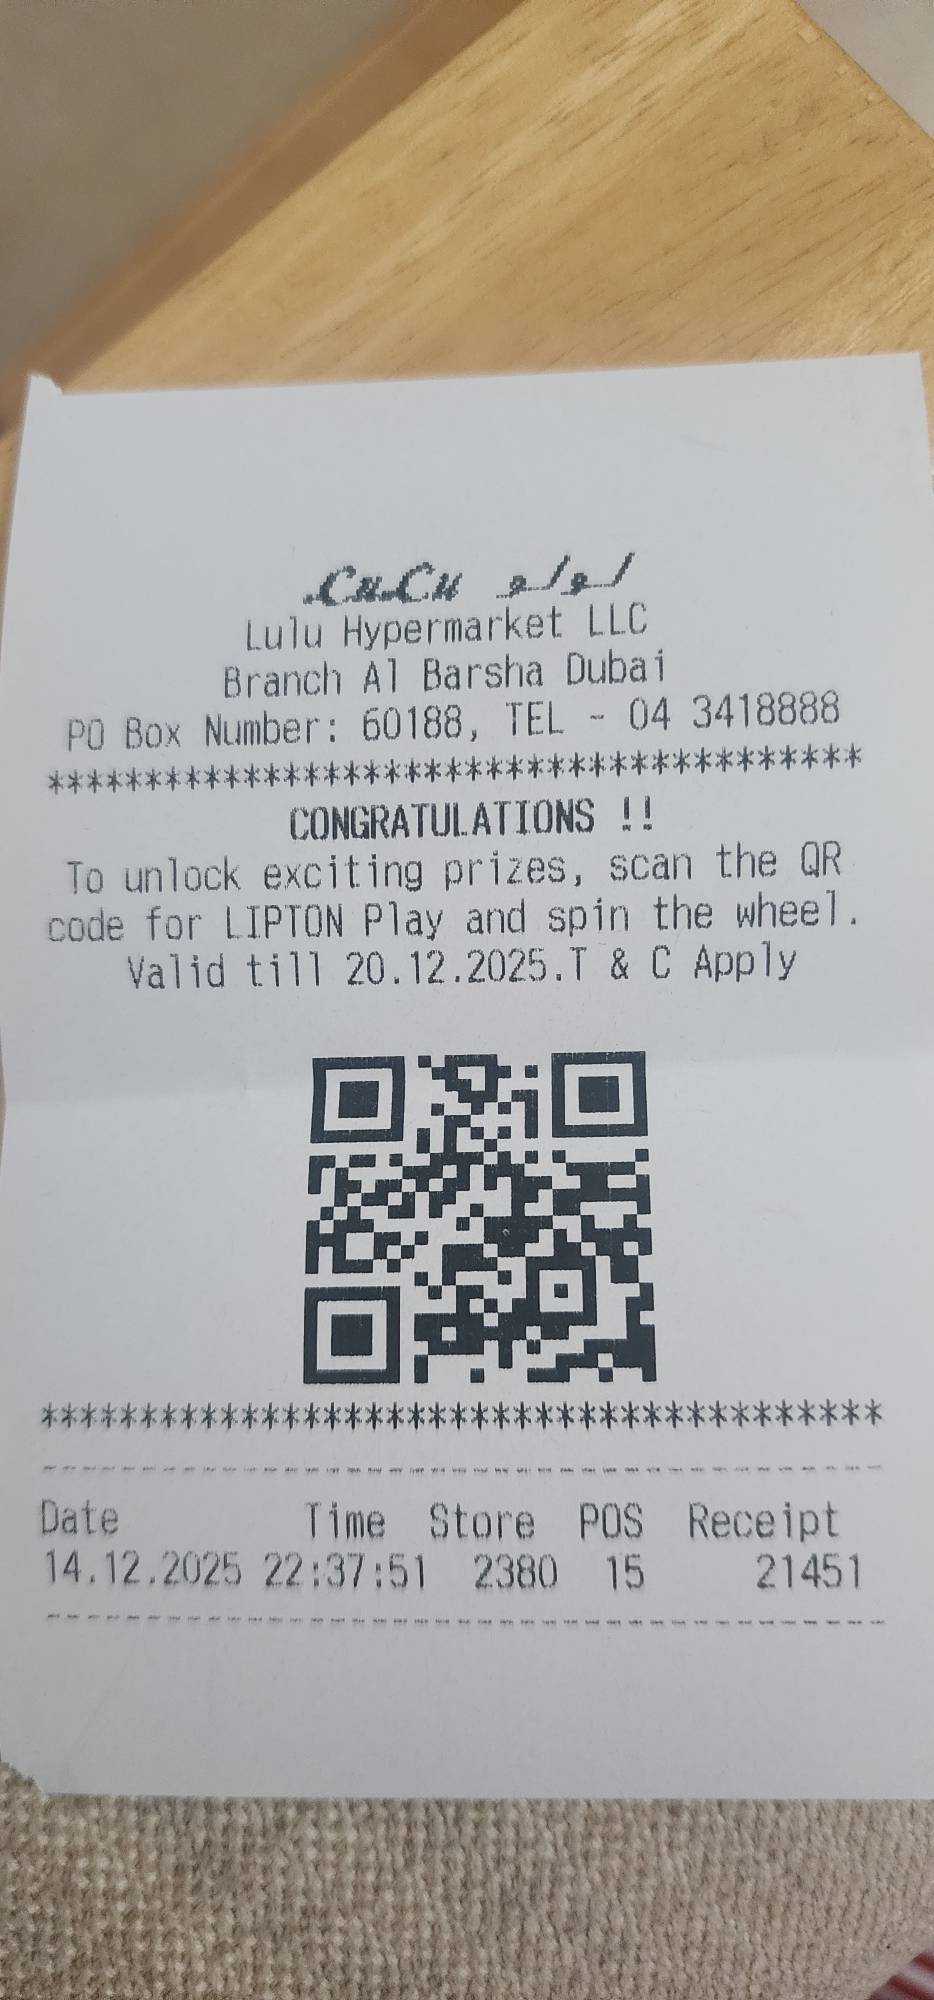 LuLu لولو
Lulu Hypermarket LLC
Branch Al Barsha Dubai
PO Box Number: 60188, TEL - 04 3418888
****************************************
CONGRATULATIONS !!
To unlock exciting prizes, scan the QR
code for LIPTON Play and spin the wheel.
Valid till 20.12.2025.T & C Apply
****************************************
----------------------------------------
Date Time Store POS Receipt
14.12.2025 22:37:51 2380 15 21451
----------------------------------------